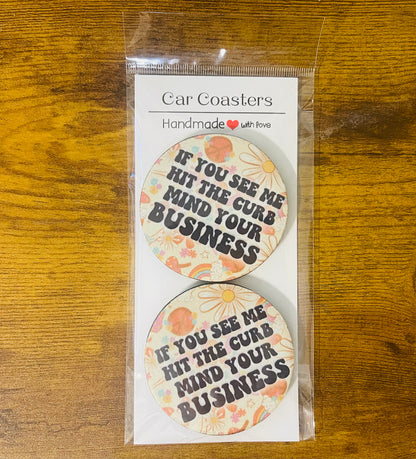 Car Coasters
Handmade with love
IF YOU SEE ME
HIT THE CURB
MIND YOUR
BUSINESS
IF YOU SEE ME
HIT THE CURB
MIND YOUR
BUSINESS